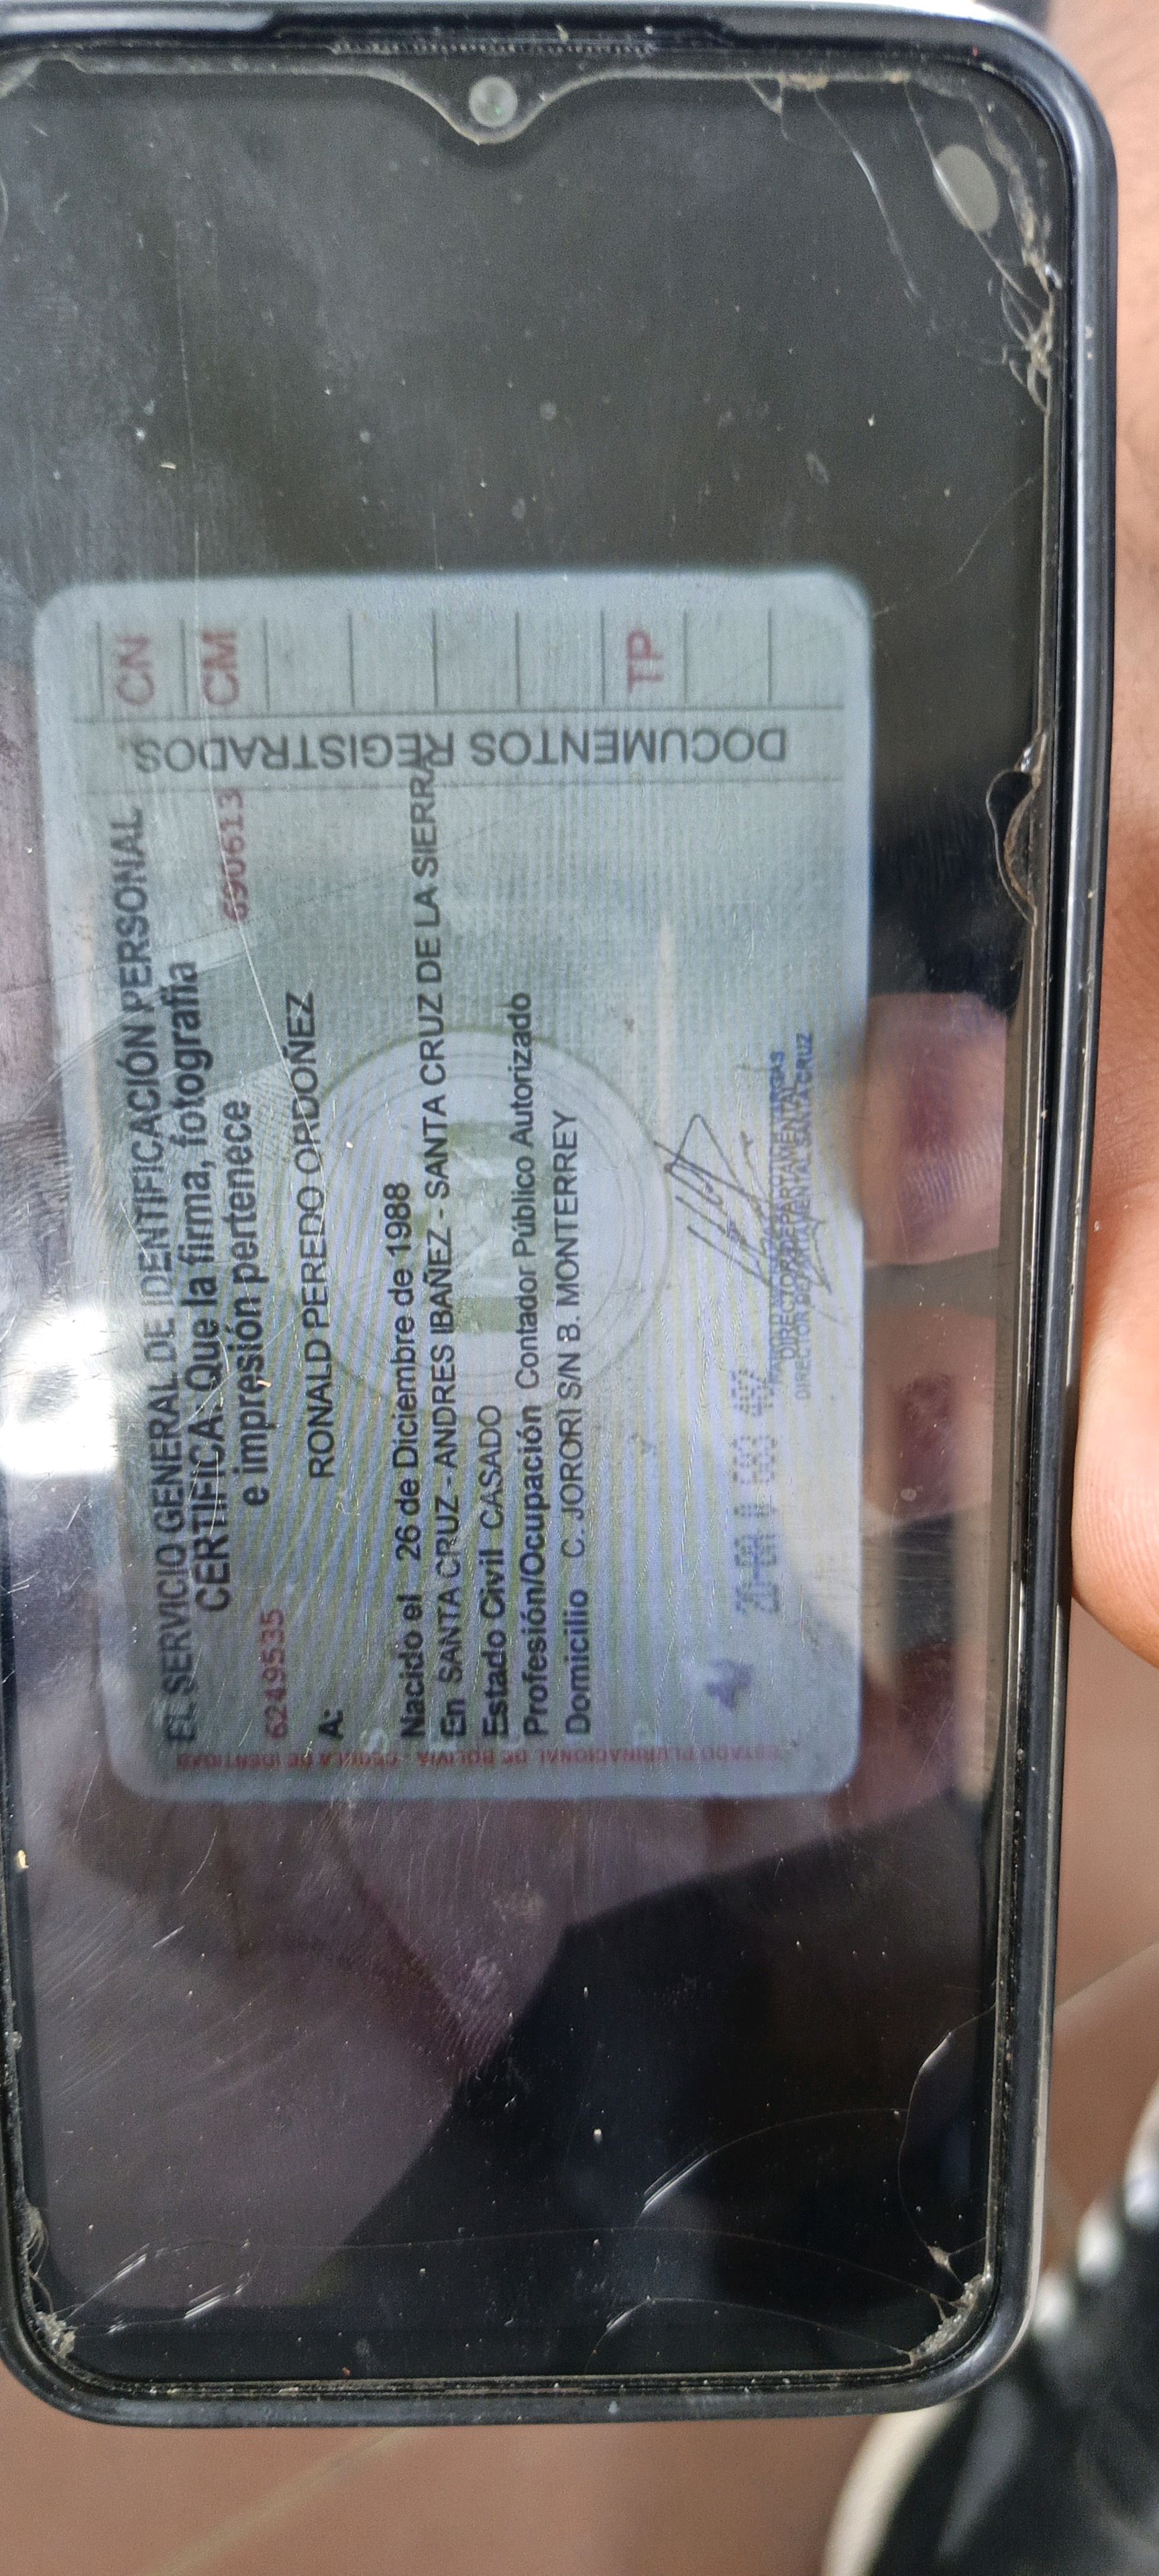 EL SERVICIO GENERAL DE IDENTIFICACIÓN PERSONAL
CERTIFICA: Que la firma, fotografía
e impresión pertenece
6249535
690613
A:
RONALD PEREDO ORDOÑEZ
Nacido el 26 de Diciembre de 1988
En SANTA CRUZ - ANDRES IBAÑEZ - SANTA CRUZ DE LA SIERRA
Estado Civil CASADO
Profesión/Ocupación Contador Público Autorizado
Domicilio C. JORORI S/N B. MONTERREY
DIRECTOR DEPARTAMENTAL
DIRECTOR DEPARTAMENTAL SANTA CRUZ
DOCUMENTOS REGISTRADOS
CN
CM
TP
ESTADO PLURINACIONAL DE BOLIVIA - CÉDULA DE IDENTIDAD